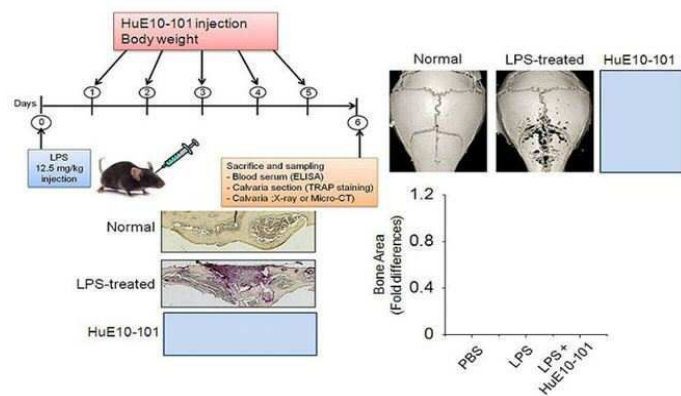 HuE10-101 injection
Body weight
Days
1
2
3
4
5
0
6
LPS
12.5 mg/kg
injection
Sacrifice and sampling
- Blood serum (ELISA)
- Calvaria section (TRAP staining)
- Calvaria ;X-ray or Micro-CT)
Normal
LPS-treated
HuE10-101
Normal
LPS-treated
HuE10-101
Bone Area
(Fold differences)
1.2
0.8
0.4
0
PBS
LPS
LPS +
HuE10-101